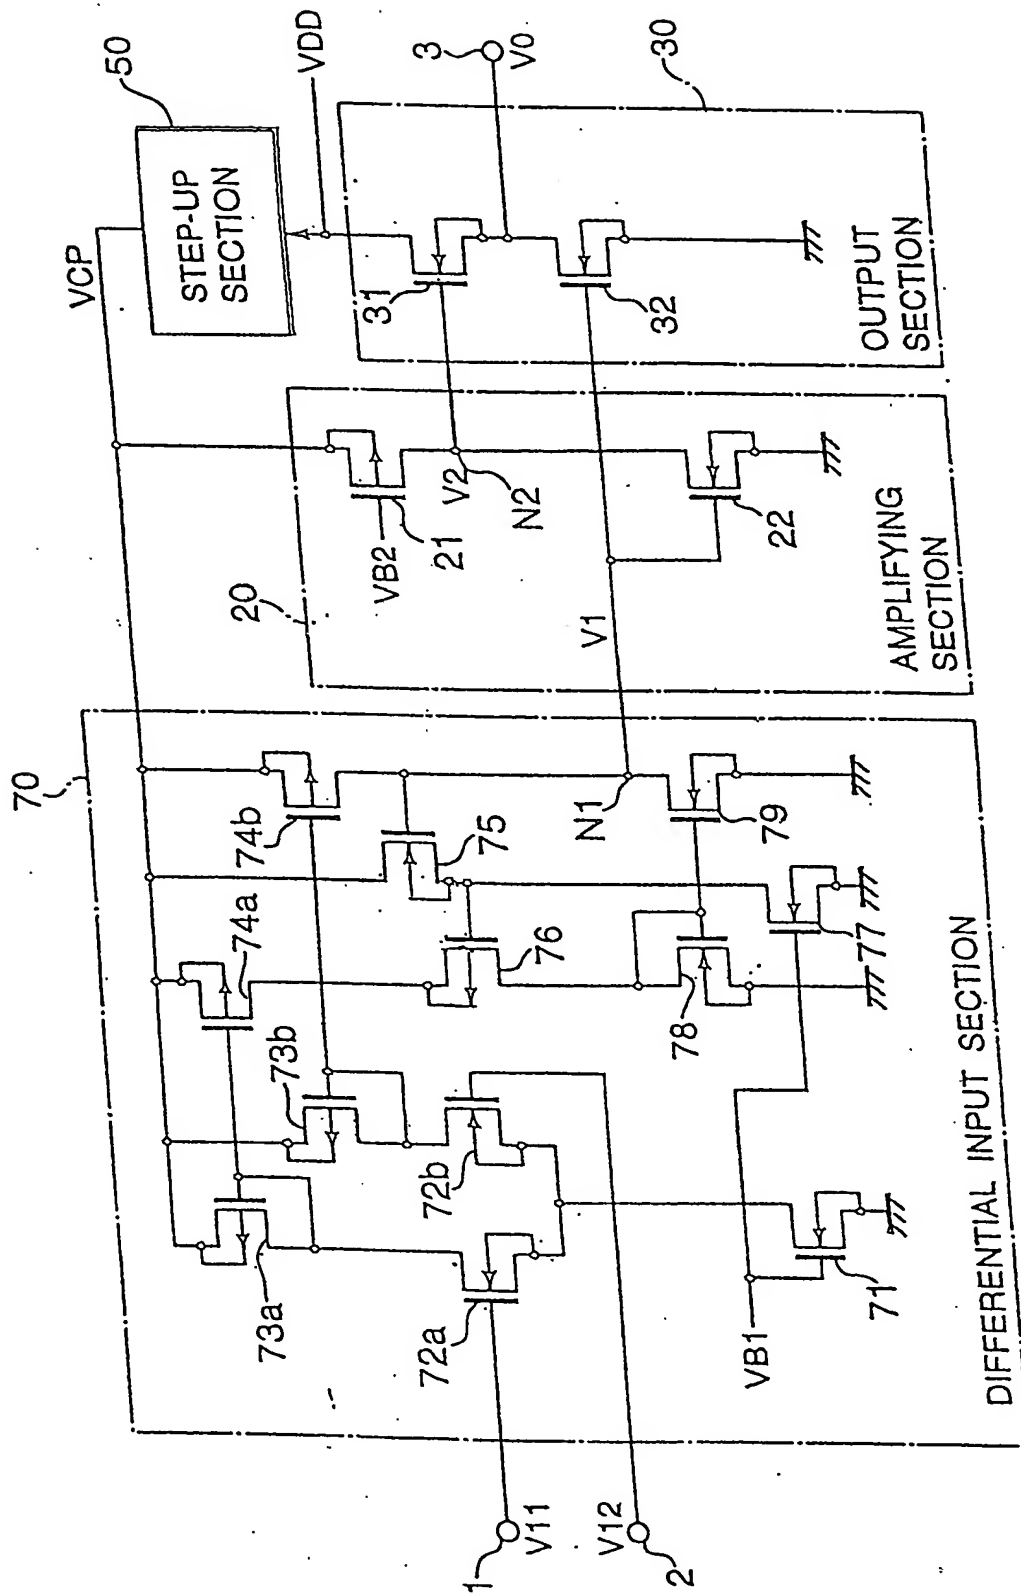 50
STEP-UP
SECTION
VCP
VDD
3
V0
30
31
32
OUTPUT
SECTION
20
VB2
21
V2
N2
V1
22
AMPLIFYING
SECTION
70
74b
74a
75
76
73b
73a
N1
79
78
77
72b
72a
VB1
71
DIFFERENTIAL INPUT SECTION
1
V11
V12
2